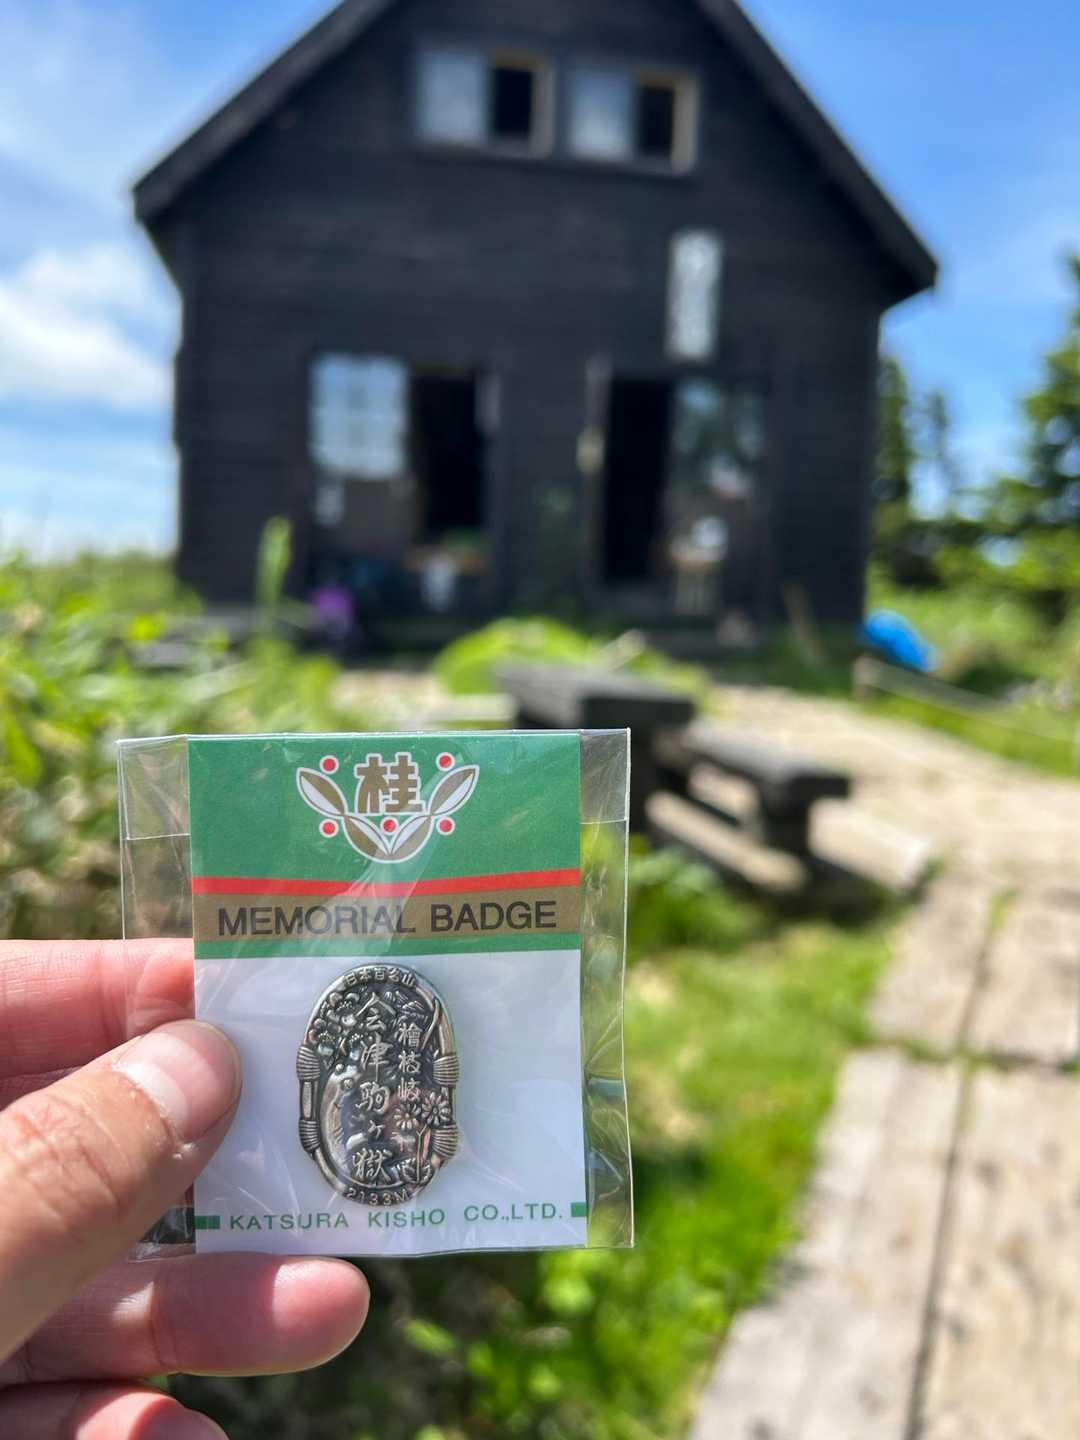 桂
MEMORIAL BADGE
日本百名山
会津駒ヶ嶽
檜枝岐
2133M
KATSURA KISHO CO.,LTD.